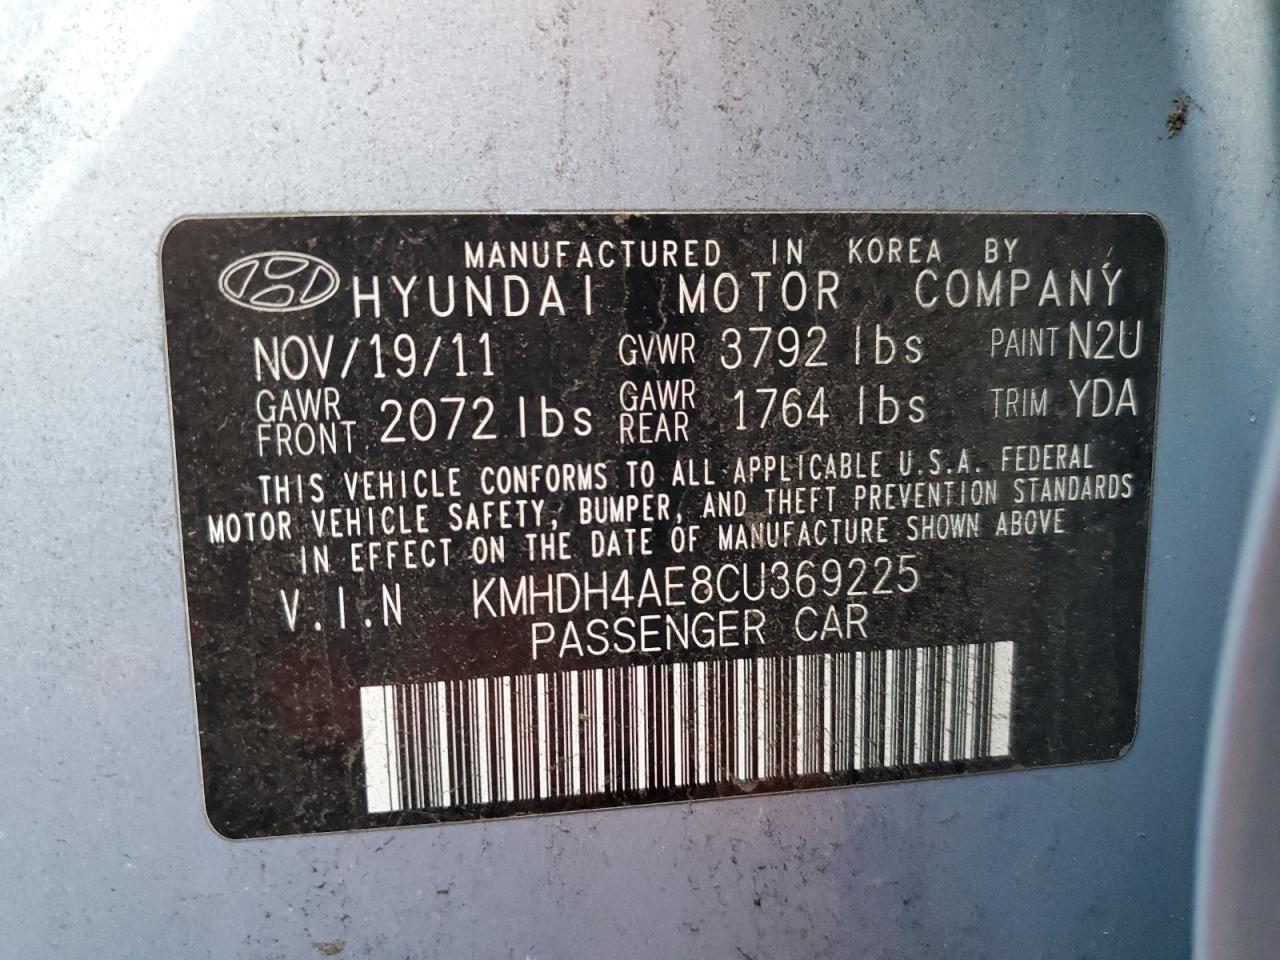 MANUFACTURED IN KOREA BY
HYUNDAI MOTOR COMPANY
NOV/19/11 GVWR 3792 lbs PAINT N2U
GAWR FRONT 2072 lbs GAWR REAR 1764 lbs TRIM YDA
THIS VEHICLE CONFORMS TO ALL APPLICABLE U.S.A. FEDERAL
MOTOR VEHICLE SAFETY, BUMPER, AND THEFT PREVENTION STANDARDS
IN EFFECT ON THE DATE OF MANUFACTURE SHOWN ABOVE
V.I.N KMHDH4AE8CU369225
PASSENGER CAR